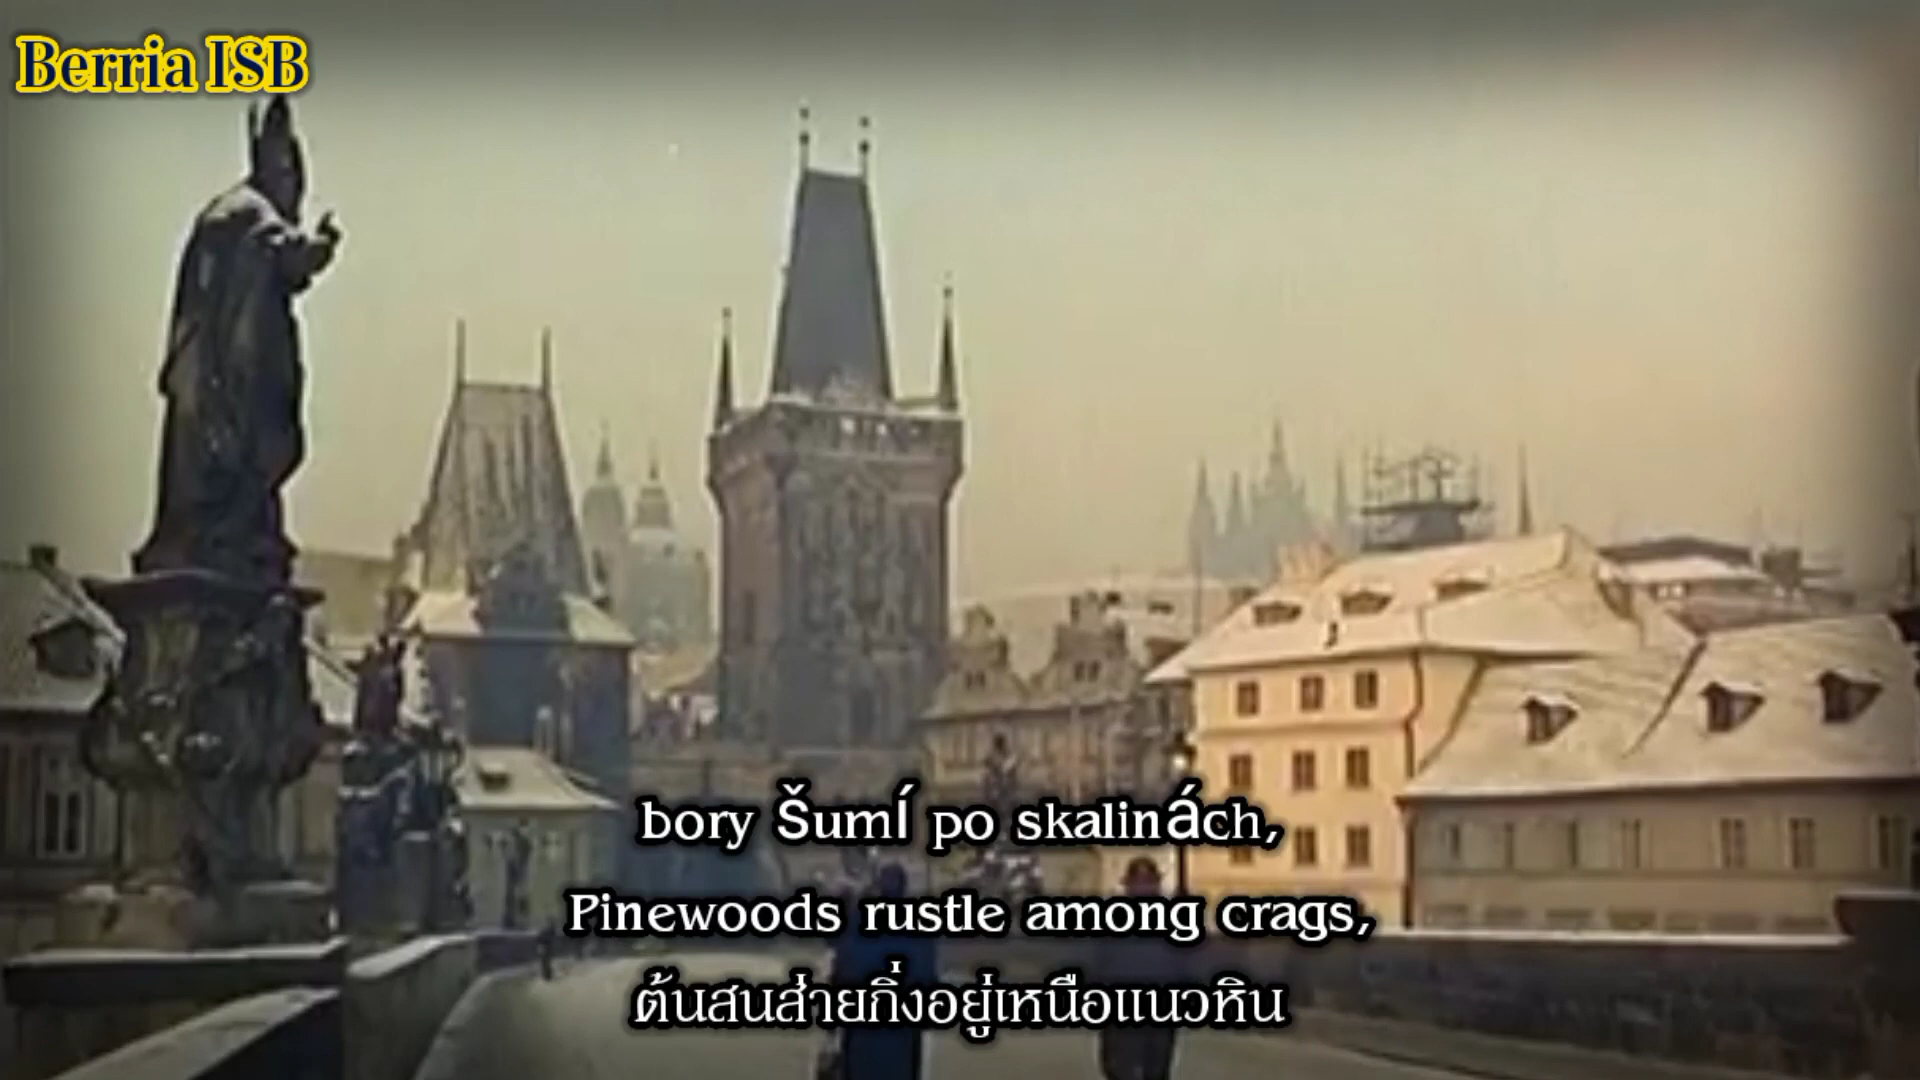 Berria ISB
bory Šumí po skalinách,
Pinewoods rustle among crags,
ต้นสนส่ายกิ่งอยู่เหนือแนวหิน